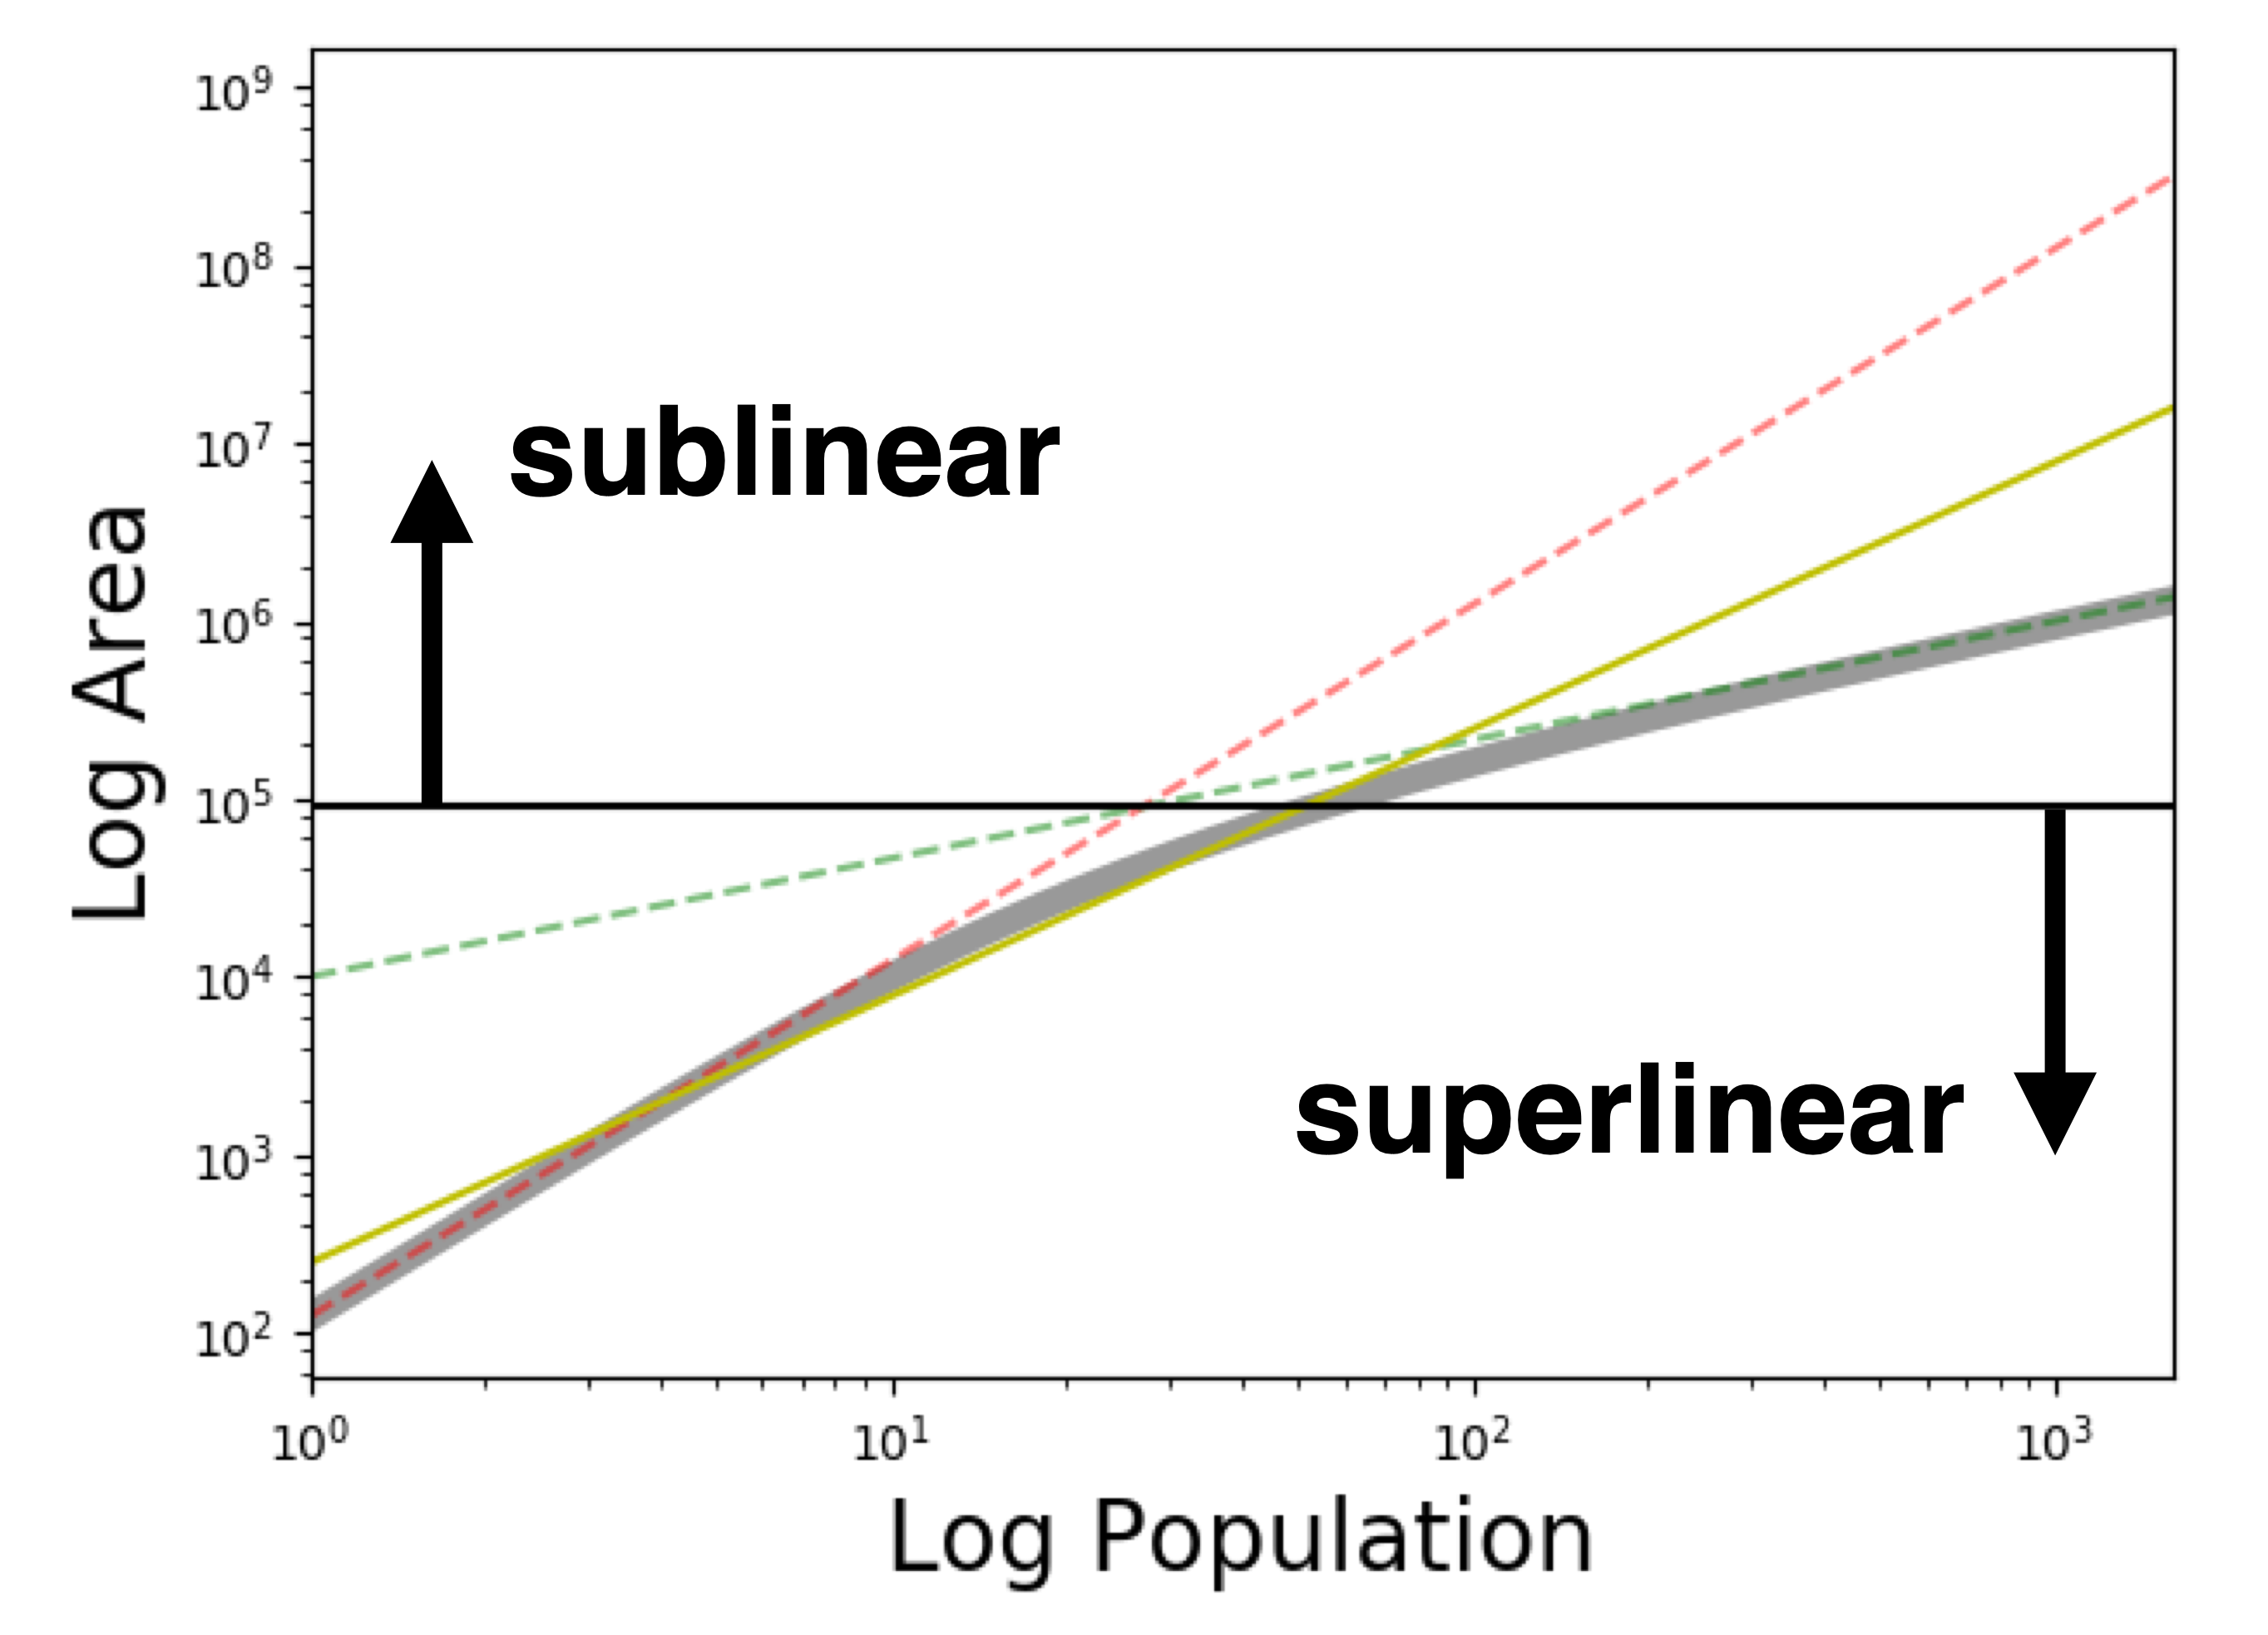 10⁹
10⁸
sublinear
10⁷
10⁶
10⁵
10⁴
superlinear
10³
10²
Log Area
10⁰ 10¹ 10² 10³
Log Population